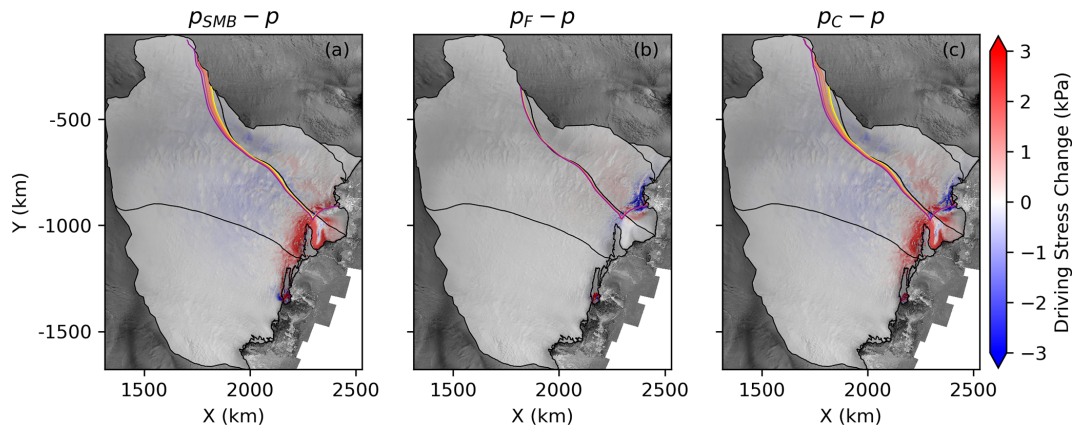 p_SMB − p
p_F − p
p_C − p
(a)
(b)
(c)
Y (km)
-500
-1000
-1500
1500
2000
2500
1500
2000
2500
1500
2000
2500
X (km)
X (km)
X (km)
3
2
1
0
−1
−2
−3
Driving Stress Change (kPa)